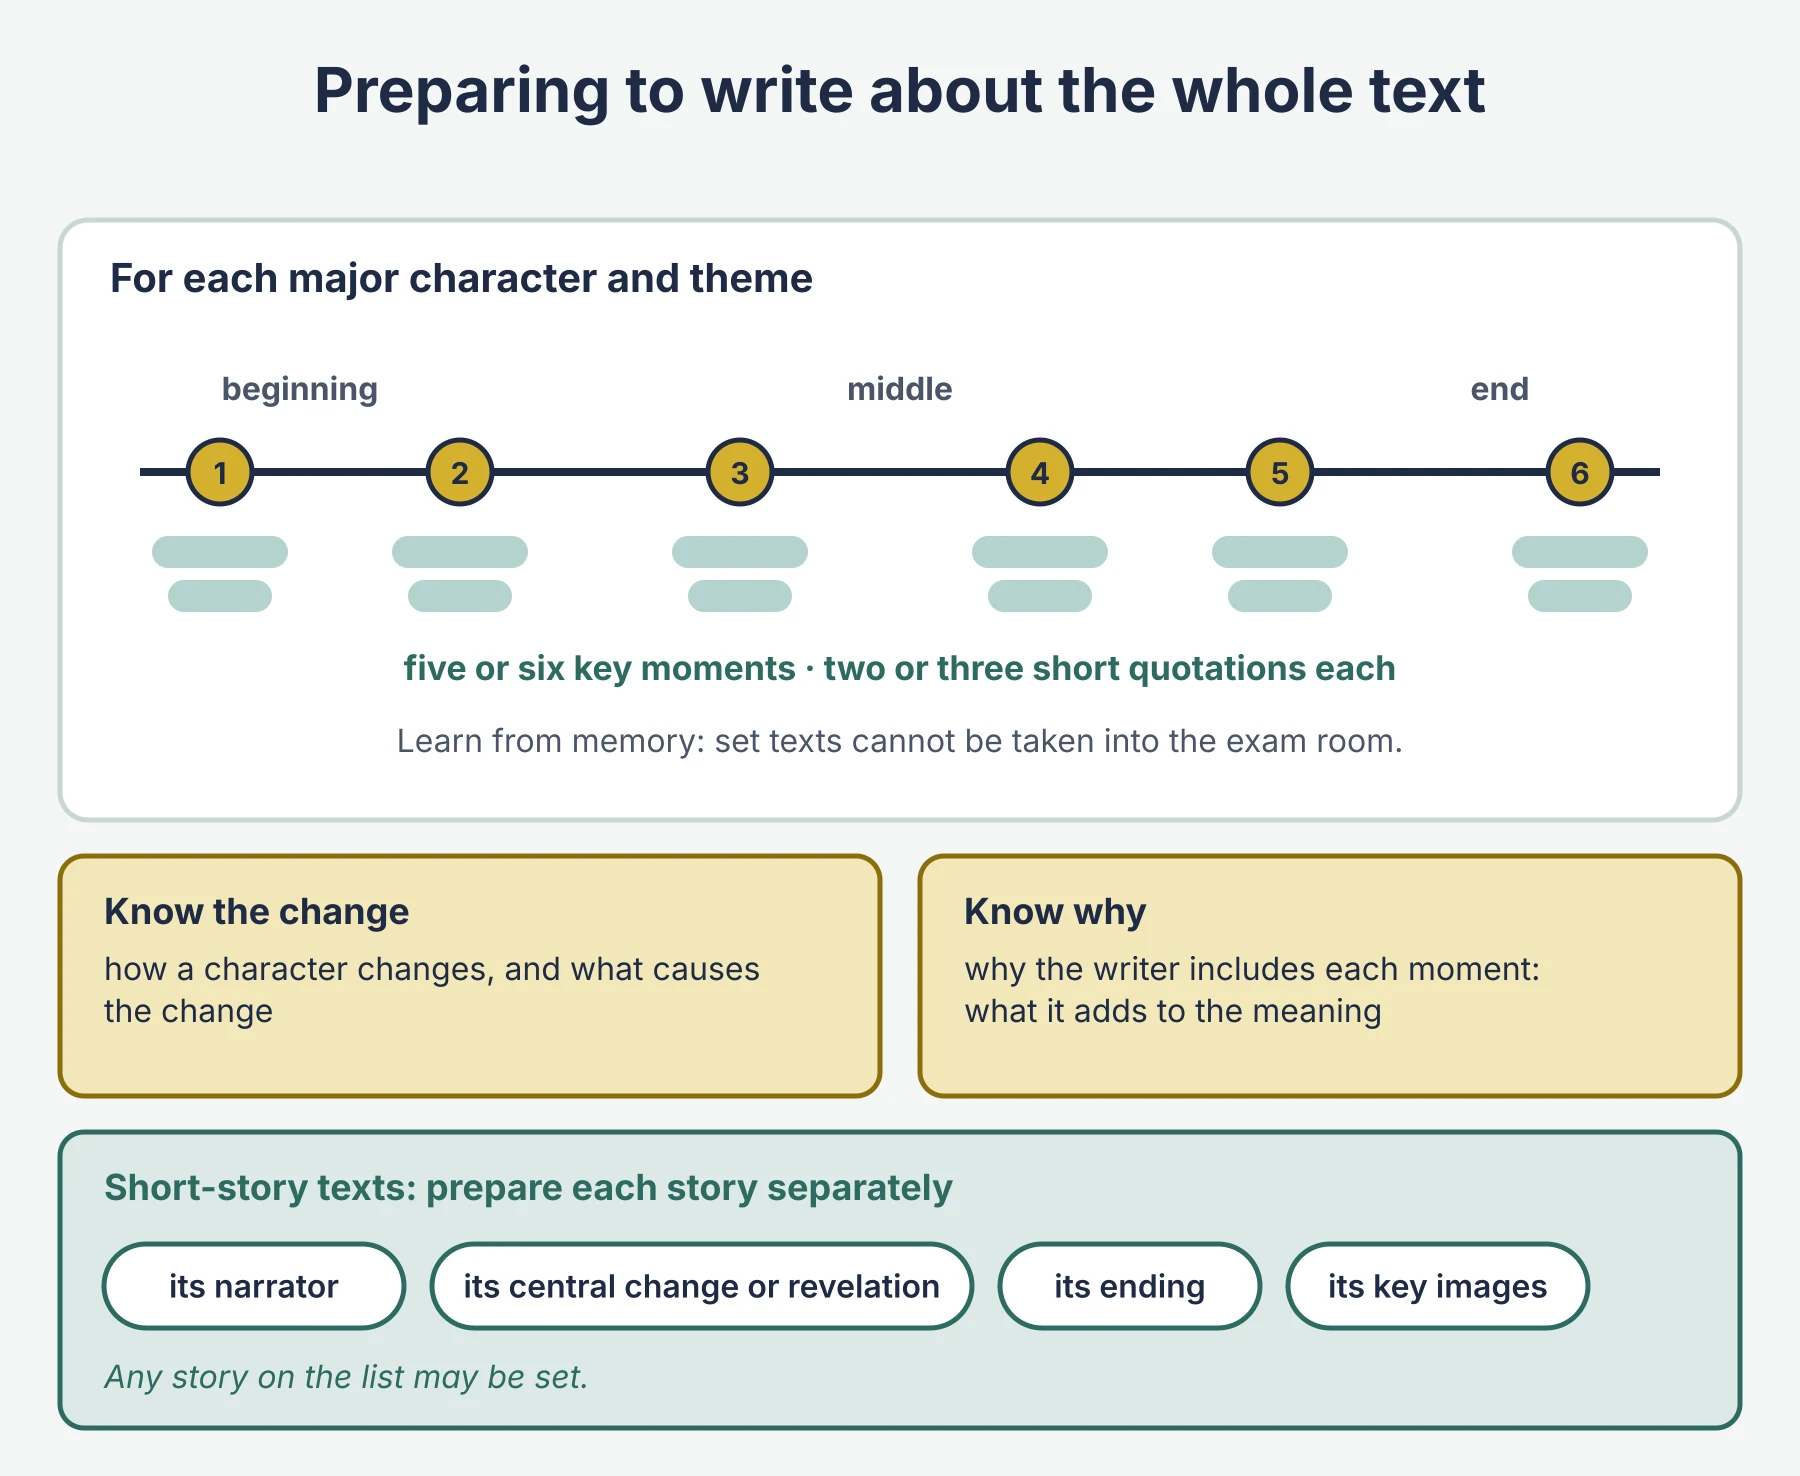 Preparing to write about the whole text
For each major character and theme
beginning
middle
end
1
2
3
4
5
6
five or six key moments · two or three short quotations each
Learn from memory: set texts cannot be taken into the exam room.
Know the change
how a character changes, and what causes
the change
Know why
why the writer includes each moment:
what it adds to the meaning
Short-story texts: prepare each story separately
its narrator
its central change or revelation
its ending
its key images
Any story on the list may be set.